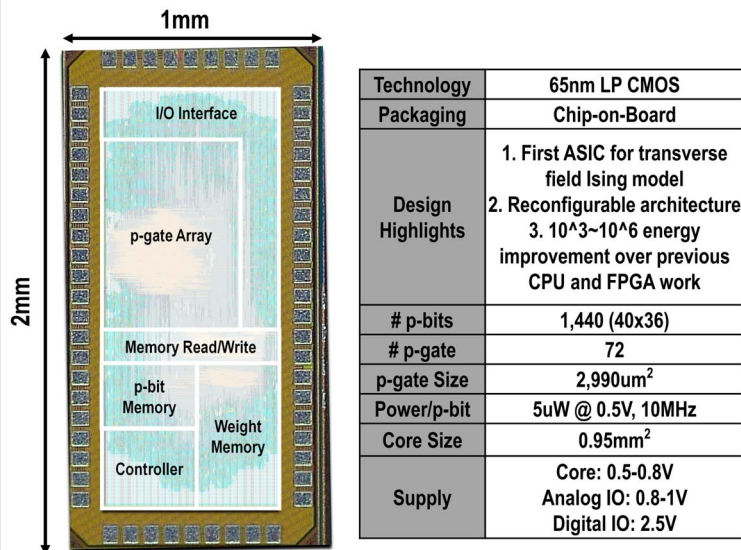 1mm
2mm
I/O Interface
p-gate Array
Memory Read/Write
p-bit
Memory
Weight
Memory
Controller
Technology
65nm LP CMOS
Packaging
Chip-on-Board
Design
Highlights
1. First ASIC for transverse
field Ising model
2. Reconfigurable architecture
3. 10^3~10^6 energy
improvement over previous
CPU and FPGA work
# p-bits
1,440 (40x36)
# p-gate
72
p-gate Size
2,990um²
Power/p-bit
5uW @ 0.5V, 10MHz
Core Size
0.95mm²
Supply
Core: 0.5-0.8V
Analog IO: 0.8-1V
Digital IO: 2.5V